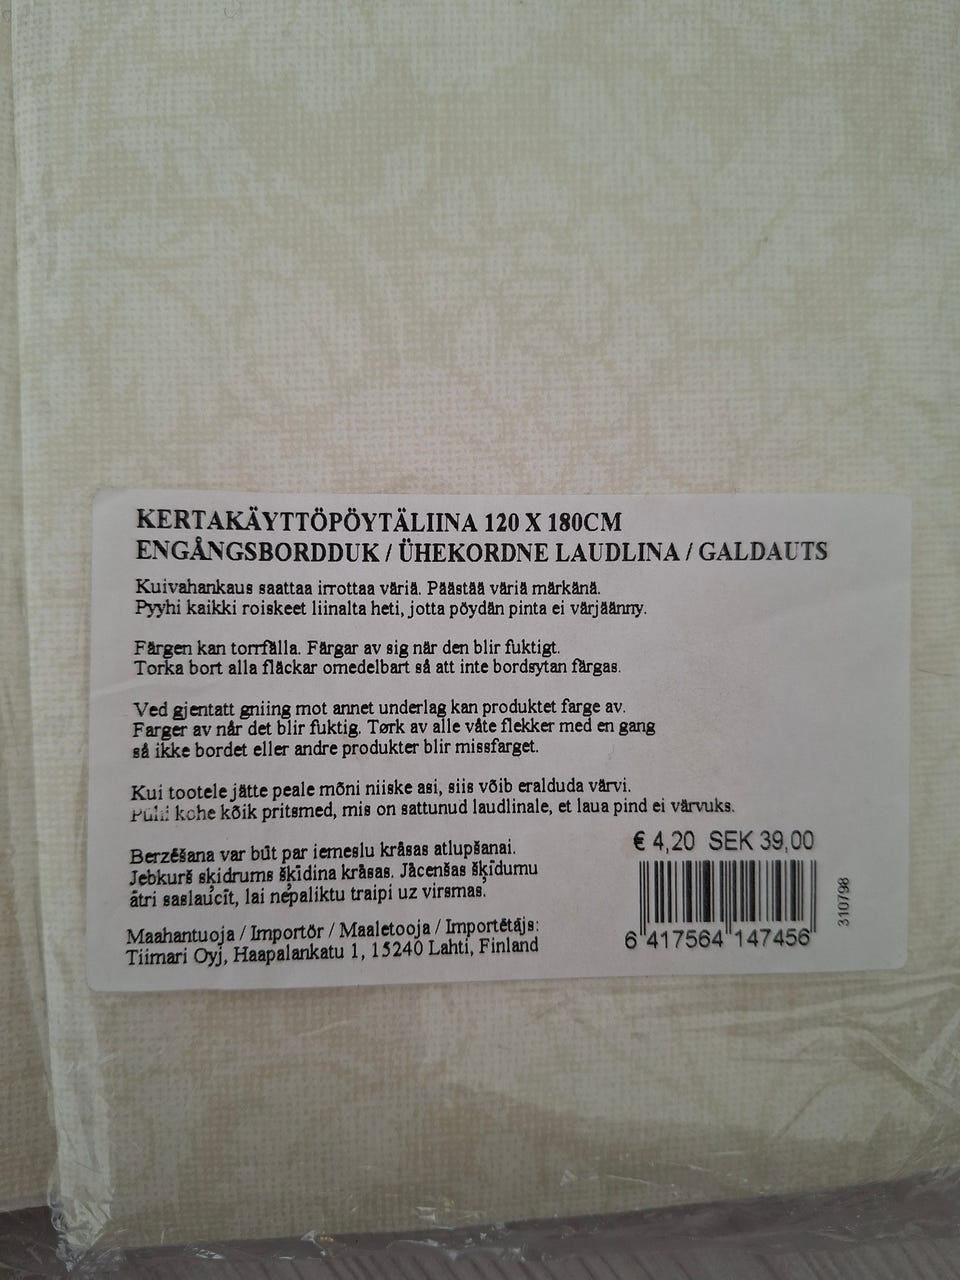 KERTAKÄYTTÖPÖYTÄLIINA 120 X 180CM
ENGÅNGSBORDDUK / ÜHEKORDNE LAUDLINA / GALDAUTS
Kuivahankaus saattaa irrottaa väriä. Päästää väriä märkänä.
Pyyhi kaikki roiskeet liinalta heti, jotta pöydän pinta ei värjäänny.
Färgen kan torrfälla. Färgar av sig när den blir fuktigt.
Torka bort alla fläckar omedelbart så att inte bordsytan färgas.
Ved gjentatt gniing mot annet underlag kan produktet farge av.
Farger av når det blir fuktig. Tørk av alle våte flekker med en gang
så ikke bordet eller andre produkter blir missfarget.
Kui tootele jätte peale mõni niiske asi, siis võib eralduda värvi.
Puhi kohe kõik pritsmed, mis on sattunud laudlinale, et laua pind ei värvuks.
Berzēšana var būt par iemeslu krāsas atlupšanai.
Jebkurš šķidrums šķīdina krāsas. Jācenšas šķīdumu
ātri saslaucīt, lai nepaliktu traipi uz virsmas.
€ 4,20 SEK 39,00
6 417564 147456
310798
Maahantuoja / Importör / Maaletooja / Importētājs:
Tiimari Oyj, Haapalankatu 1, 15240 Lahti, Finland